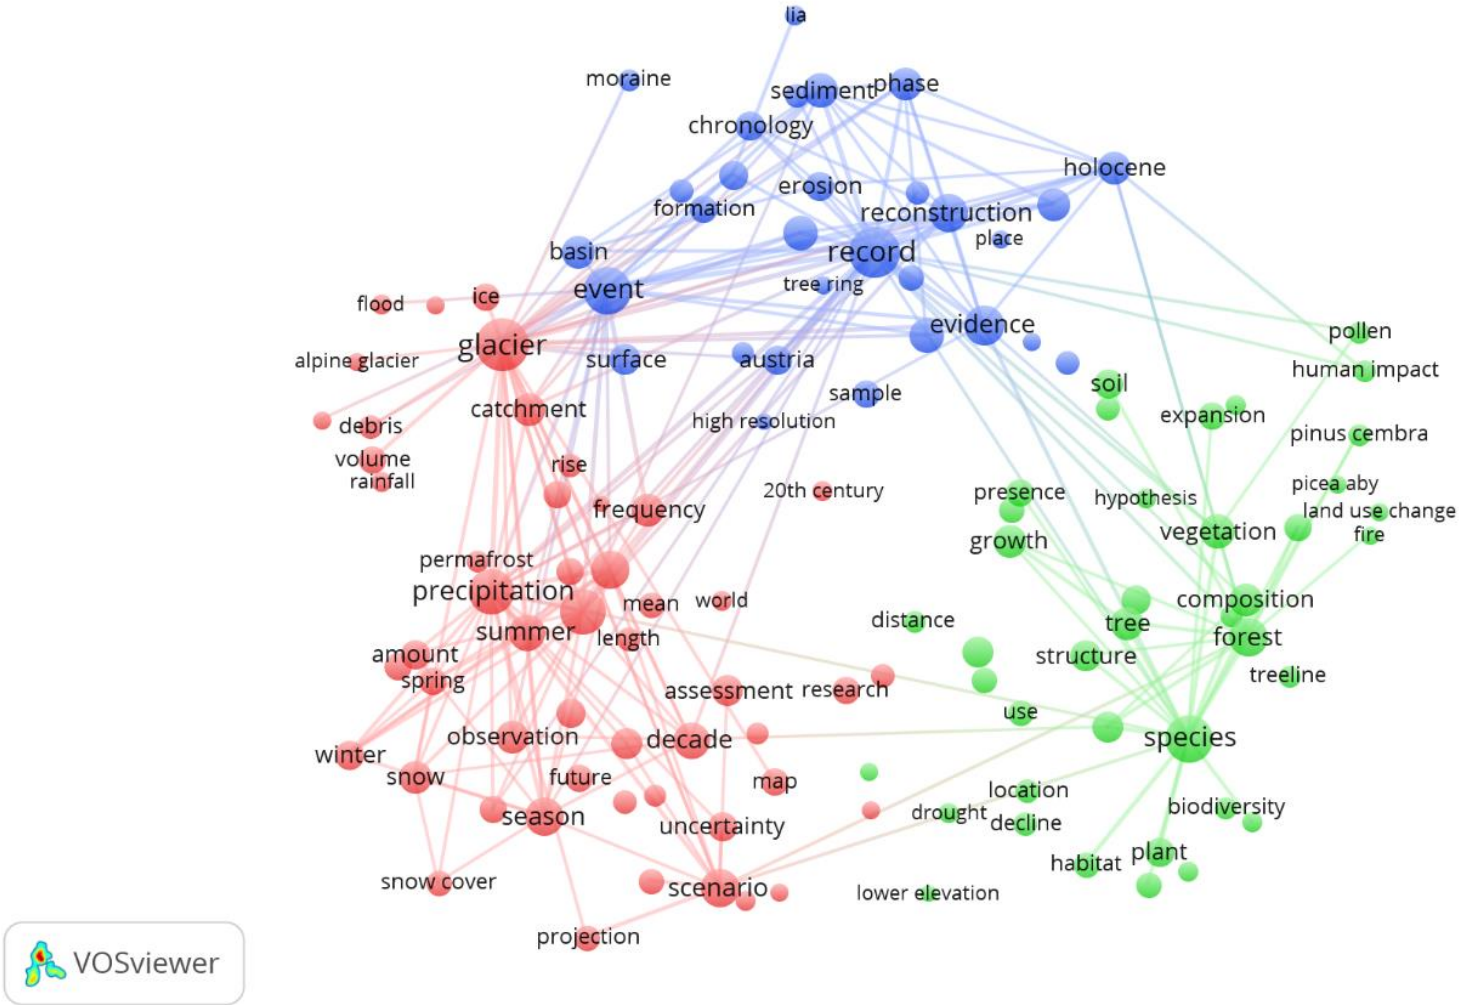 lia
moraine
sediment
phase
chronology
holocene
erosion
formation
reconstruction
place
basin
record
tree ring
event
flood
ice
evidence
glacier
pollen
alpine glacier
surface
austria
human impact
soil
sample
catchment
high resolution
expansion
debris
pinus cembra
volume
rise
rainfall
20th century
presence
hypothesis
picea aby
frequency
land use change
vegetation
fire
growth
permafrost
precipitation
mean
world
composition
distance
tree
summer
length
forest
amount
structure
spring
assessment
research
treeline
use
observation
decade
species
winter
snow
future
map
location
season
uncertainty
drought
decline
biodiversity
habitat
plant
snow cover
scenario
lower elevation
projection
VOSviewer